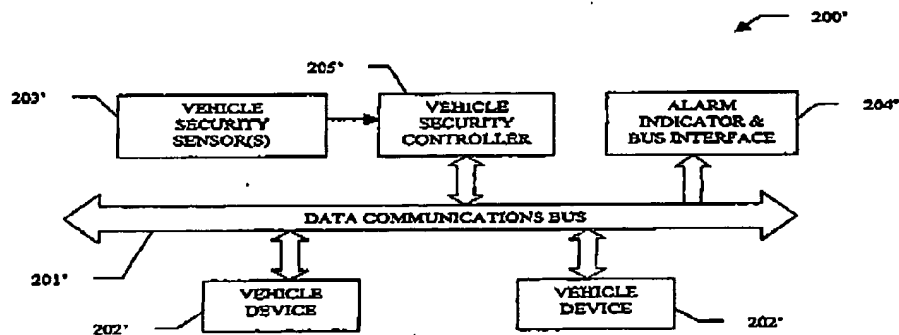 200'
205'
203'
VEHICLE
SECURITY
SENSOR(S)
VEHICLE
SECURITY
CONTROLLER
ALARM
INDICATOR &
BUS INTERFACE
204'
DATA COMMUNICATIONS BUS
201'
VEHICLE
DEVICE
202'
VEHICLE
DEVICE
202'